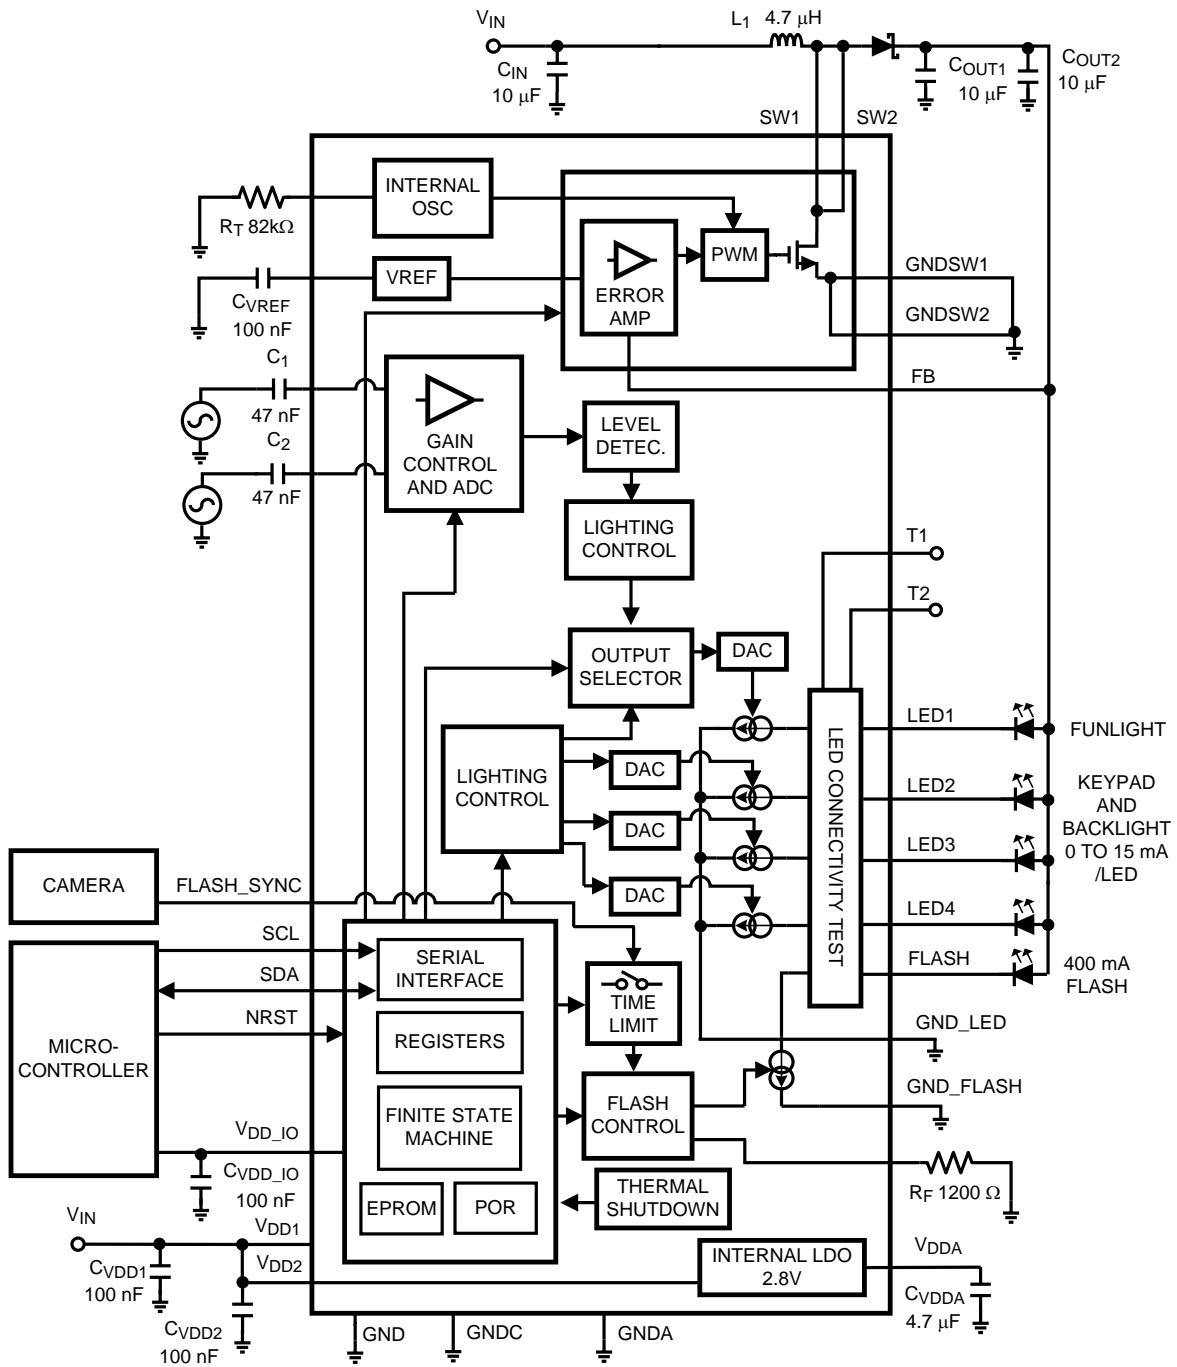 VIN
L1 4.7 μH
CIN
10 μF
COUT1
10 μF
COUT2
10 μF
SW1
SW2
INTERNAL
OSC
RT 82kΩ
VREF
CVREF
100 nF
ERROR
AMP
PWM
GNDSW1
GNDSW2
FB
C1
47 nF
C2
47 nF
GAIN
CONTROL
AND ADC
LEVEL
DETEC.
LIGHTING
CONTROL
T1
T2
OUTPUT
SELECTOR
DAC
LIGHTING
CONTROL
DAC
DAC
DAC
LED CONNECTIVITY TEST
LED1
FUNLIGHT
LED2
KEYPAD
AND
BACKLIGHT
0 TO 15 mA
/LED
LED3
LED4
FLASH
400 mA
FLASH
CAMERA
FLASH_SYNC
SCL
SDA
NRST
MICRO-
CONTROLLER
SERIAL
INTERFACE
REGISTERS
FINITE STATE
MACHINE
EPROM
POR
TIME
LIMIT
FLASH
CONTROL
THERMAL
SHUTDOWN
GND_LED
GND_FLASH
RF 1200 Ω
VDD_IO
CVDD_IO
100 nF
VIN
VDD1
VDD2
CVDD1
100 nF
CVDD2
100 nF
INTERNAL LDO
2.8V
VDDA
CVDDA
4.7 μF
GND
GNDC
GNDA